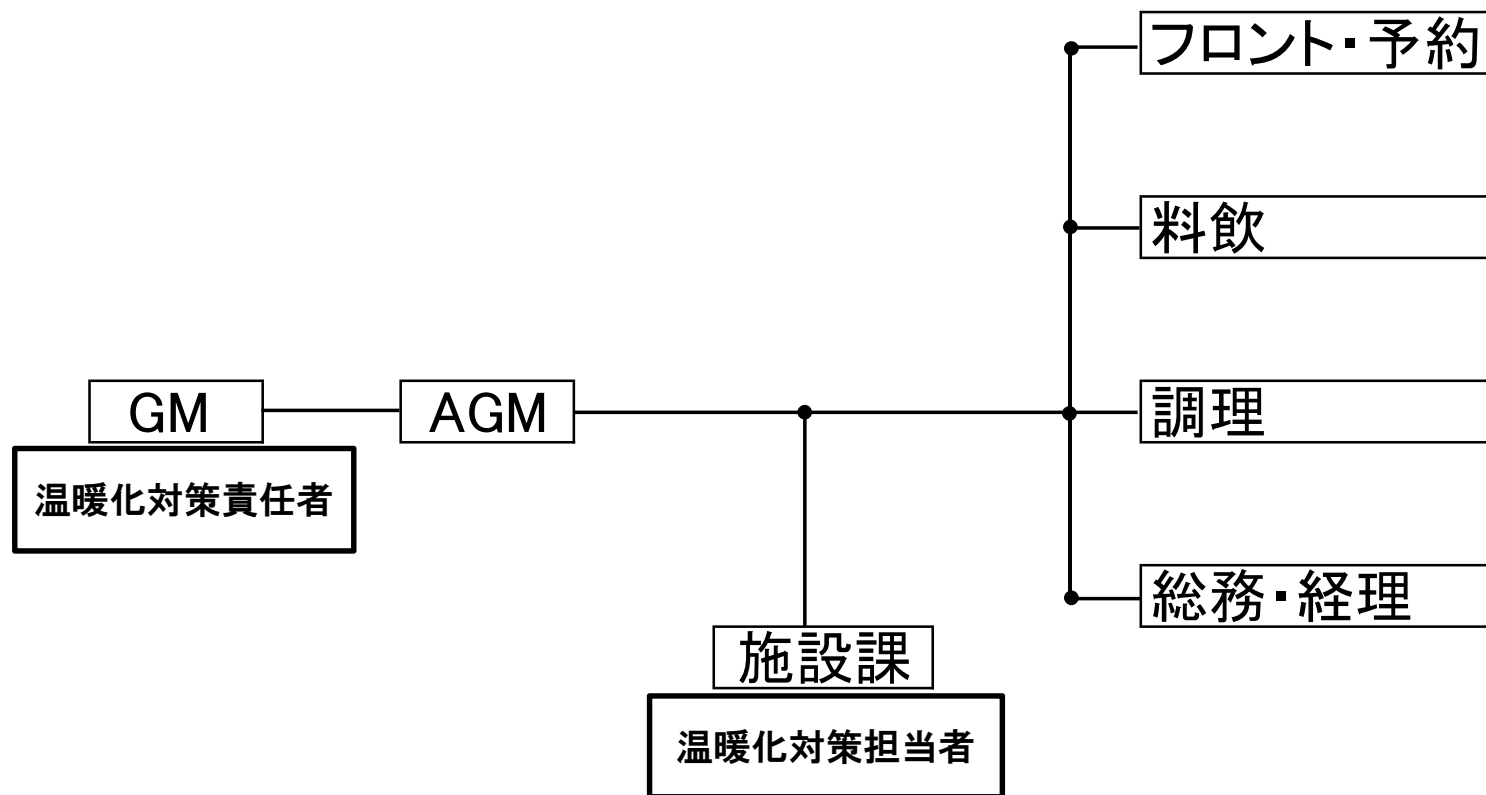 フロント・予約
料飲
GM
AGM
調理
温暖化対策責任者
総務・経理
施設課
温暖化対策担当者